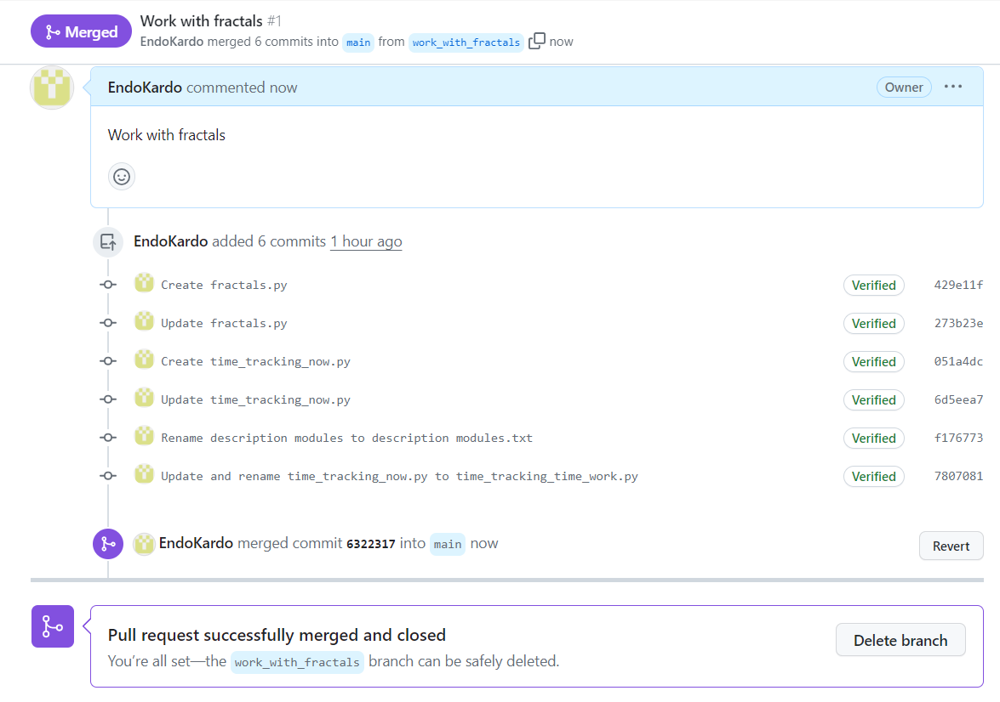 Merged
Work with fractals #1
EndoKardo merged 6 commits into main from work_with_fractals now
EndoKardo commented now
Owner
Work with fractals
EndoKardo added 6 commits 1 hour ago
Create fractals.py Verified 429e11f
Update fractals.py Verified 273b23e
Create time_tracking_now.py Verified 051a4dc
Update time_tracking_now.py Verified 6d5eea7
Rename description modules to description modules.txt Verified f176773
Update and rename time_tracking_now.py to time_tracking_time_work.py Verified 7807081
EndoKardo merged commit 6322317 into main now
Revert
Pull request successfully merged and closed
You’re all set—the work_with_fractals branch can be safely deleted.
Delete branch